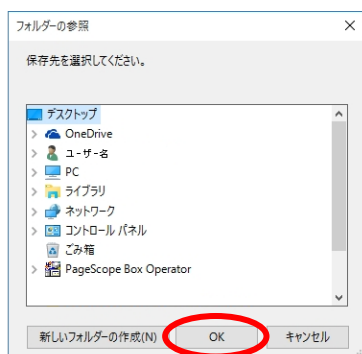 フォルダーの参照
保存先を選択してください。
デスクトップ
OneDrive
ユーザー名
PC
ライブラリ
ネットワーク
コントロール パネル
ごみ箱
PageScope Box Operator
新しいフォルダーの作成(N) OK キャンセル